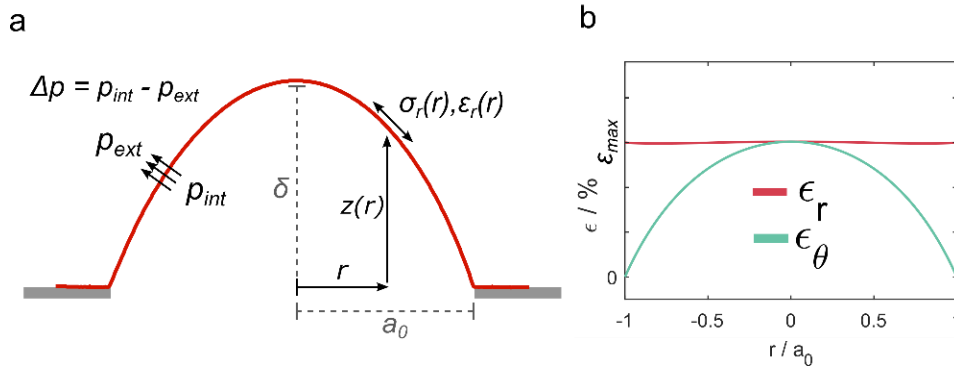 a
Δp = p_int - p_ext
σ_r(r),ε_r(r)
p_ext
p_int
δ
z(r)
r
a_0
b
ϵ / %
ε_max
0
ϵ_r
ϵ_θ
-1 -0.5 0 0.5 1
r / a_0